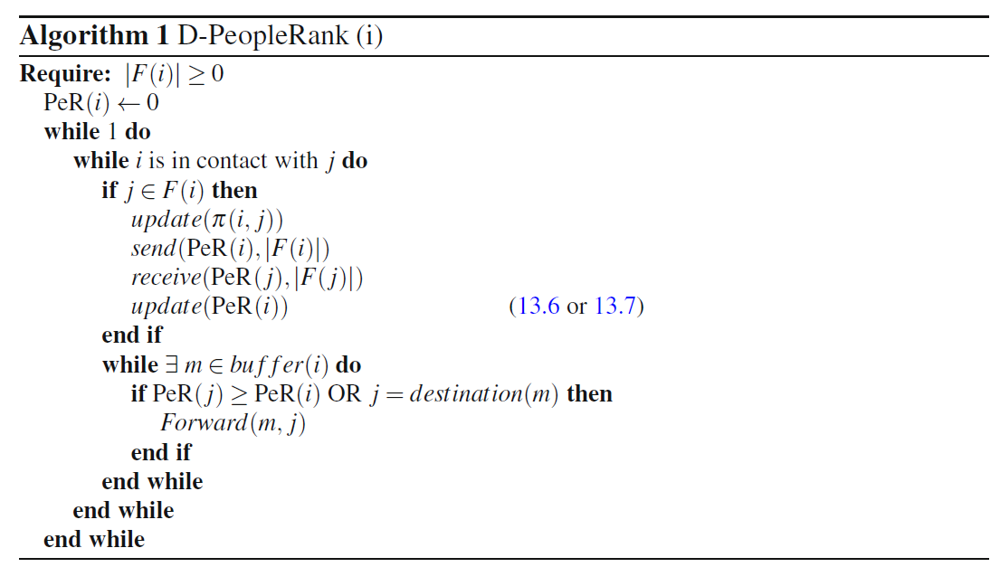 Algorithm 1 D-PeopleRank (i)
Require: |F(i)| ≥ 0
PeR(i) ← 0
while 1 do
while i is in contact with j do
if j ∈ F(i) then
update(π(i, j))
send(PeR(i), |F(i)|)
receive(PeR(j), |F(j)|)
update(PeR(i)) (13.6 or 13.7)
end if
while ∃ m ∈ buffer(i) do
if PeR(j) ≥ PeR(i) OR j = destination(m) then
Forward(m, j)
end if
end while
end while
end while